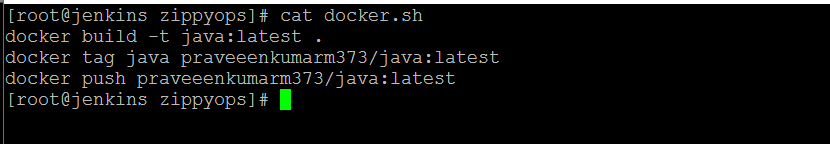 [root@jenkins zippyops]# cat docker.sh
docker build -t java:latest .
docker tag java praveeenkumarm373/java:latest
docker push praveeenkumarm373/java:latest
[root@jenkins zippyops]#